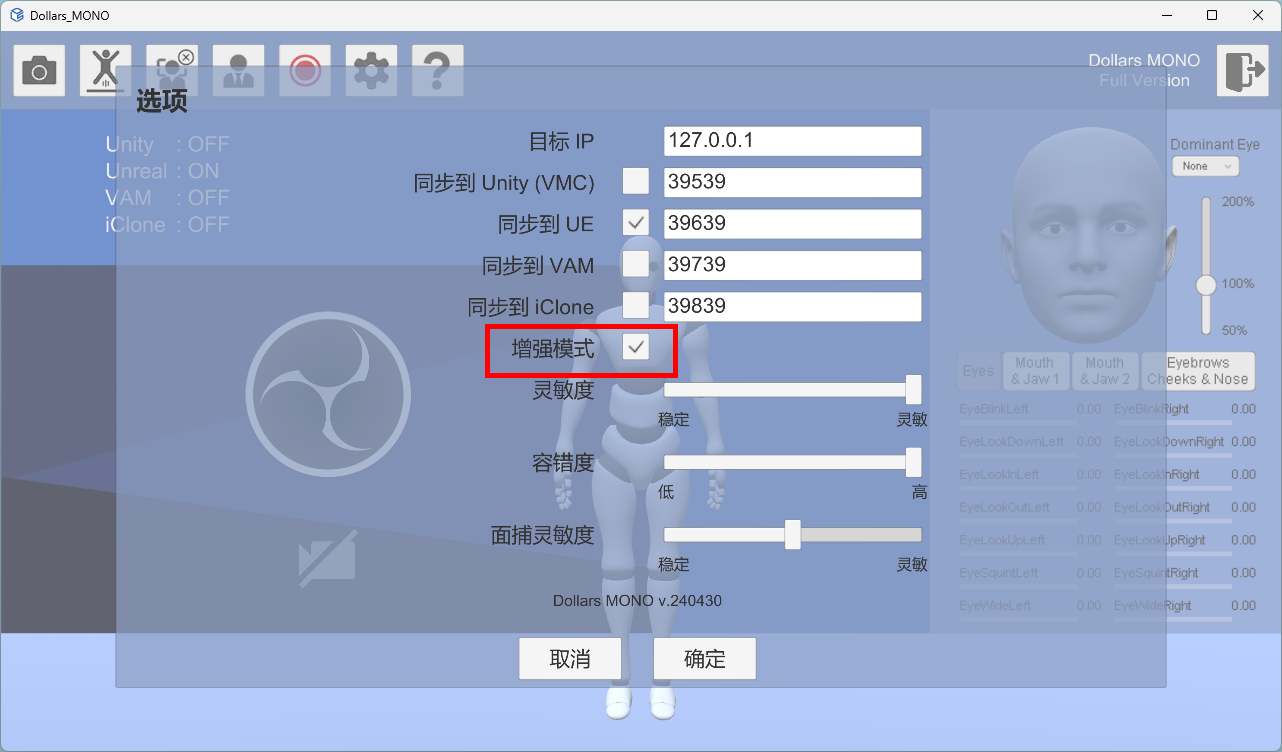 Dollars_MONO
Dollars MONO
Full Version
选项
Unity : OFF
Unreal : ON
VAM : OFF
iClone : OFF
目标 IP 127.0.0.1
同步到 Unity (VMC) 39539
同步到 UE 39639
同步到 VAM 39739
同步到 iClone 39839
增强模式
灵敏度
稳定 灵敏
容错度
低 高
面捕灵敏度
稳定 灵敏
Dollars MONO v.240430
取消 确定
Dominant Eye
None
200%
100%
50%
Eyes
Mouth
& Jaw 1
Mouth
& Jaw 2
Eyebrows
Cheeks & Nose
EyeBlinkLeft 0.00 EyeBlinkRight 0.00
EyeLookDownLeft 0.00 EyeLookDownRight 0.00
EyeLookInLeft 0.00 EyeLookInRight 0.00
EyeLookOutLeft 0.00 EyeLookOutRight 0.00
EyeLookUpLeft 0.00 EyeLookUpRight 0.00
EyeSquintLeft 0.00 EyeSquintRight 0.00
EyeWideLeft 0.00 EyeWideRight 0.00